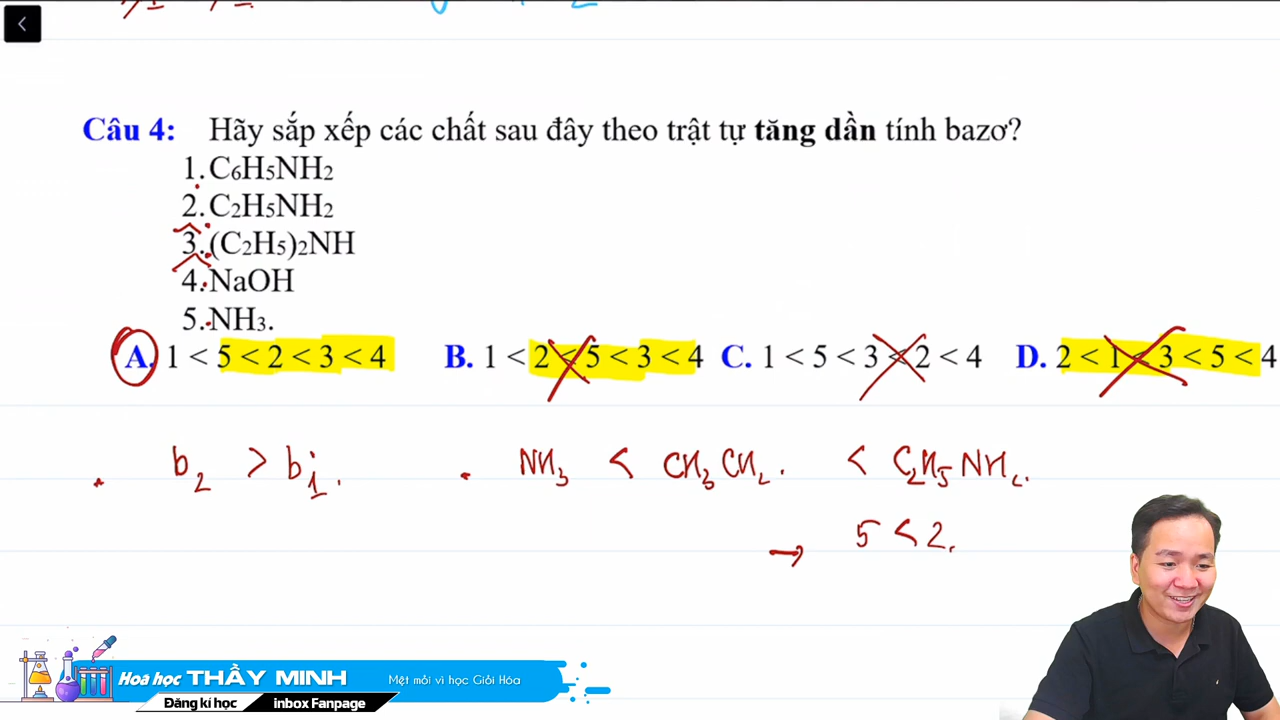 Câu 4: Hãy sắp xếp các chất sau đây theo trật tự tăng dần tính bazơ?
1. C6H5NH2
2. C2H5NH2
3. (C2H5)2NH
4. NaOH
5. NH3.
A. 1 < 5 < 2 < 3 < 4 B. 1 < 2 < 5 < 3 < 4 C. 1 < 5 < 3 < 2 < 4 D. 2 < 1 < 3 < 5 < 4
. b2 > b1. . NH3 < CH3CH2. < C2H5NH2.
→ 5 < 2.
Hoá học THẦY MINH Mệt mỏi vì học Giỏi Hóa
Đăng kí học inbox Fanpage